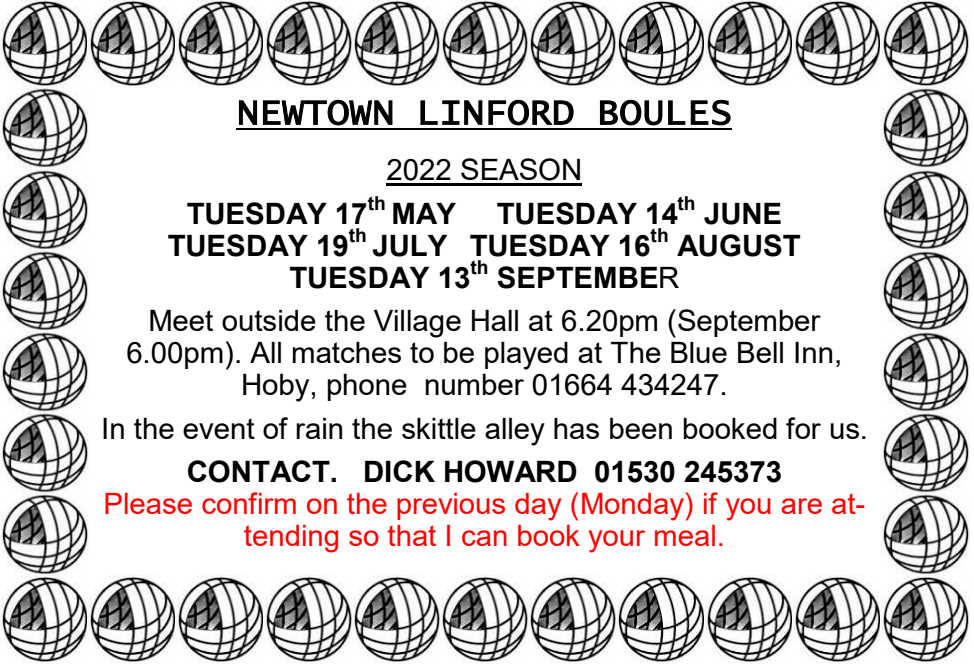 NEWTOWN LINFORD BOULES
2022 SEASON
TUESDAY 17th MAY TUESDAY 14th JUNE
TUESDAY 19th JULY TUESDAY 16th AUGUST
TUESDAY 13th SEPTEMBER
Meet outside the Village Hall at 6.20pm (September
6.00pm). All matches to be played at The Blue Bell Inn,
Hoby, phone number 01664 434247.
In the event of rain the skittle alley has been booked for us.
CONTACT. DICK HOWARD 01530 245373
Please confirm on the previous day (Monday) if you are at-
tending so that I can book your meal.